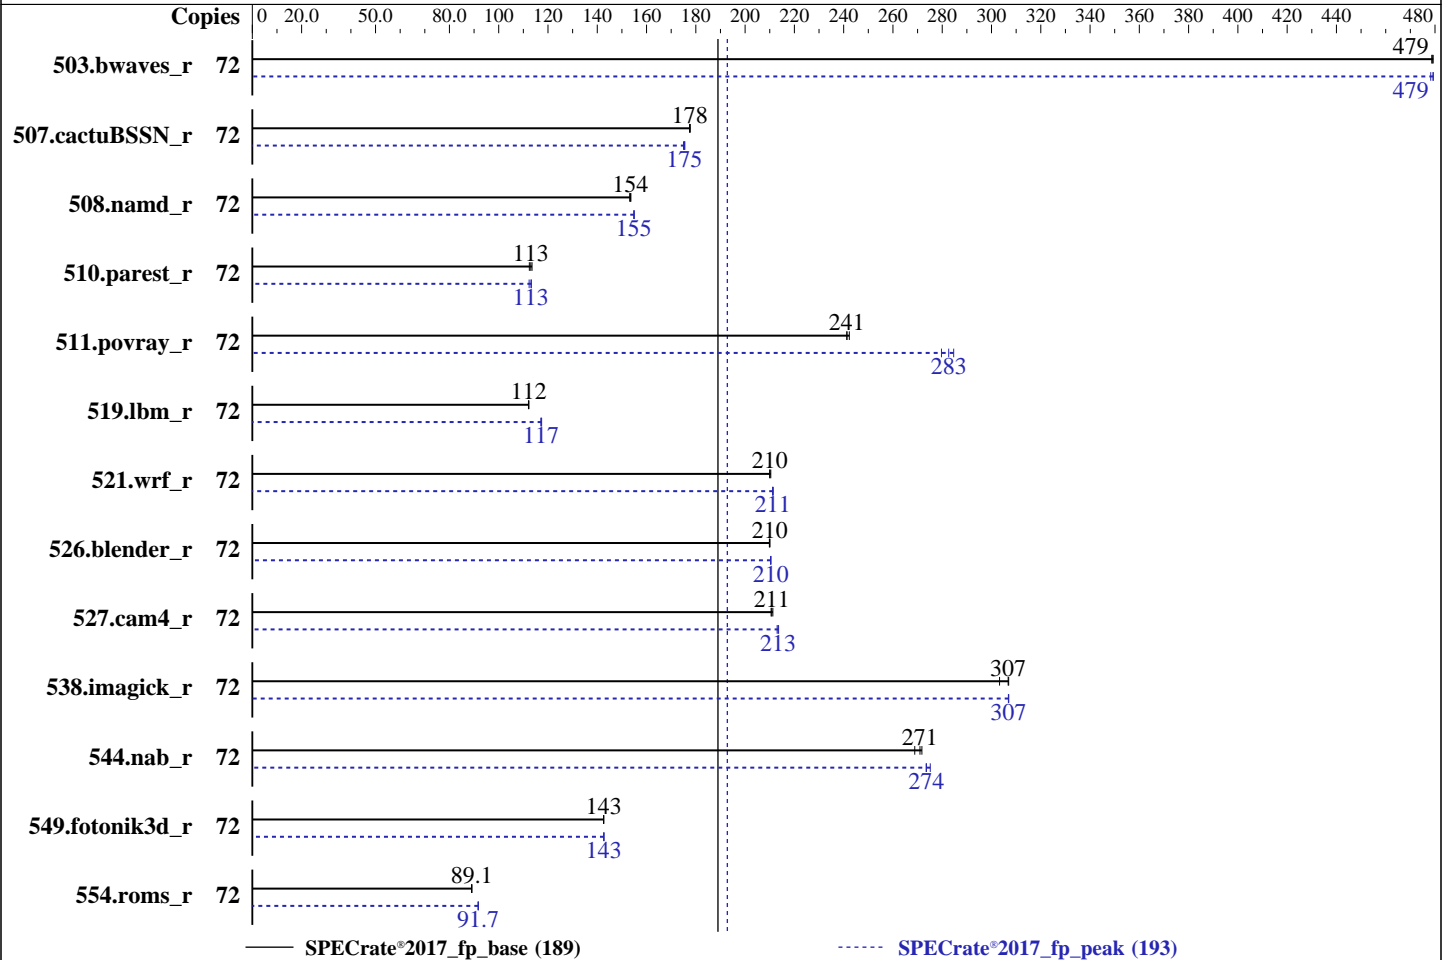 Copies 0 20.0 50.0 80.0 100 120 140 160 180 200 220 240 260 280 300 320 340 360 380 400 420 440 480
503.bwaves_r 72 479
479
507.cactuBSSN_r 72 178
175
508.namd_r 72 154
155
510.parest_r 72 113
113
511.povray_r 72 241
283
519.lbm_r 72 112
117
521.wrf_r 72 210
211
526.blender_r 72 210
210
527.cam4_r 72 211
213
538.imagick_r 72 307
307
544.nab_r 72 271
274
549.fotonik3d_r 72 143
143
554.roms_r 72 89.1
91.7
SPECrate®2017_fp_base (189) SPECrate®2017_fp_peak (193)